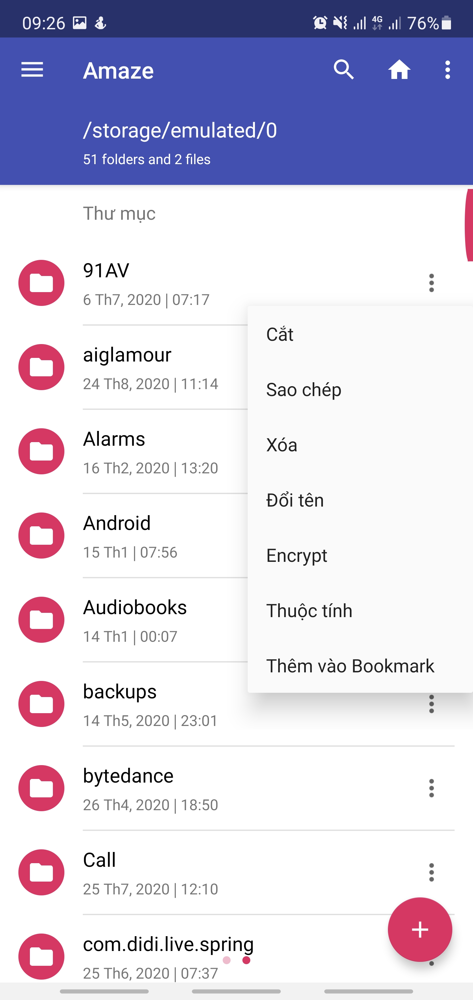 09:26 4G 76%
Amaze
/storage/emulated/0
51 folders and 2 files
Thư mục
91AV
6 Th7, 2020 | 07:17
Cắt
aiglamour
24 Th8, 2020 | 11:14
Sao chép
Alarms
Xóa
16 Th2, 2020 | 13:20
Đổi tên
Android
15 Th1 | 07:56
Encrypt
Audiobooks
Thuộc tính
14 Th1 | 00:07
Thêm vào Bookmark
backups
14 Th5, 2020 | 23:01
bytedance
26 Th4, 2020 | 18:50
Call
25 Th7, 2020 | 12:10
com.didi.live.spring
25 Th6, 2020 | 07:37